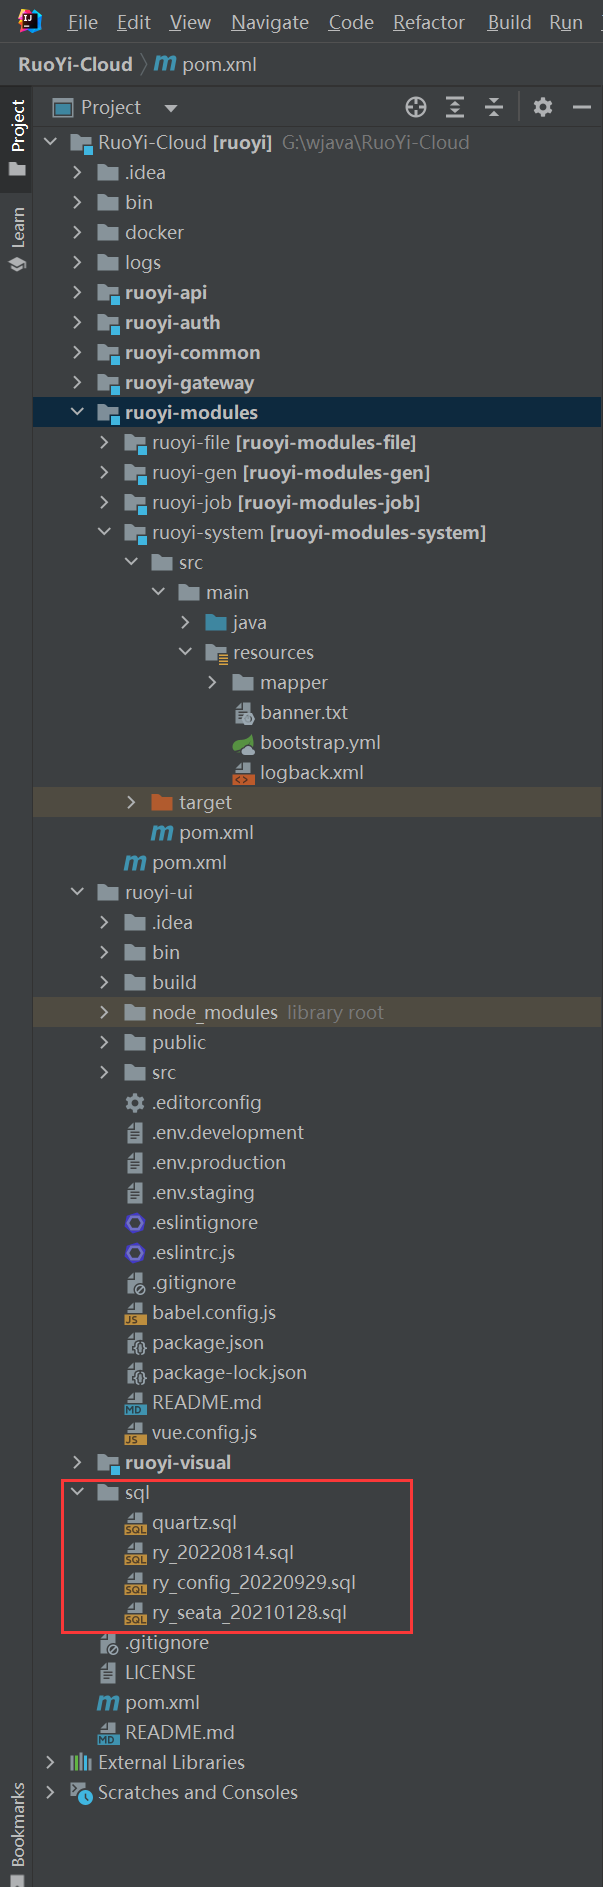 File Edit View Navigate Code Refactor Build Run
RuoYi-Cloud pom.xml
Project
Project
Learn
Bookmarks
RuoYi-Cloud [ruoyi] G:\wjava\RuoYi-Cloud
.idea
bin
docker
logs
ruoyi-api
ruoyi-auth
ruoyi-common
ruoyi-gateway
ruoyi-modules
ruoyi-file [ruoyi-modules-file]
ruoyi-gen [ruoyi-modules-gen]
ruoyi-job [ruoyi-modules-job]
ruoyi-system [ruoyi-modules-system]
src
main
java
resources
mapper
banner.txt
bootstrap.yml
logback.xml
target
pom.xml
pom.xml
ruoyi-ui
.idea
bin
build
node_modules library root
public
src
.editorconfig
.env.development
.env.production
.env.staging
.eslintignore
.eslintrc.js
.gitignore
babel.config.js
package.json
package-lock.json
README.md
vue.config.js
ruoyi-visual
sql
quartz.sql
ry_20220814.sql
ry_config_20220929.sql
ry_seata_20210128.sql
.gitignore
LICENSE
pom.xml
README.md
External Libraries
Scratches and Consoles